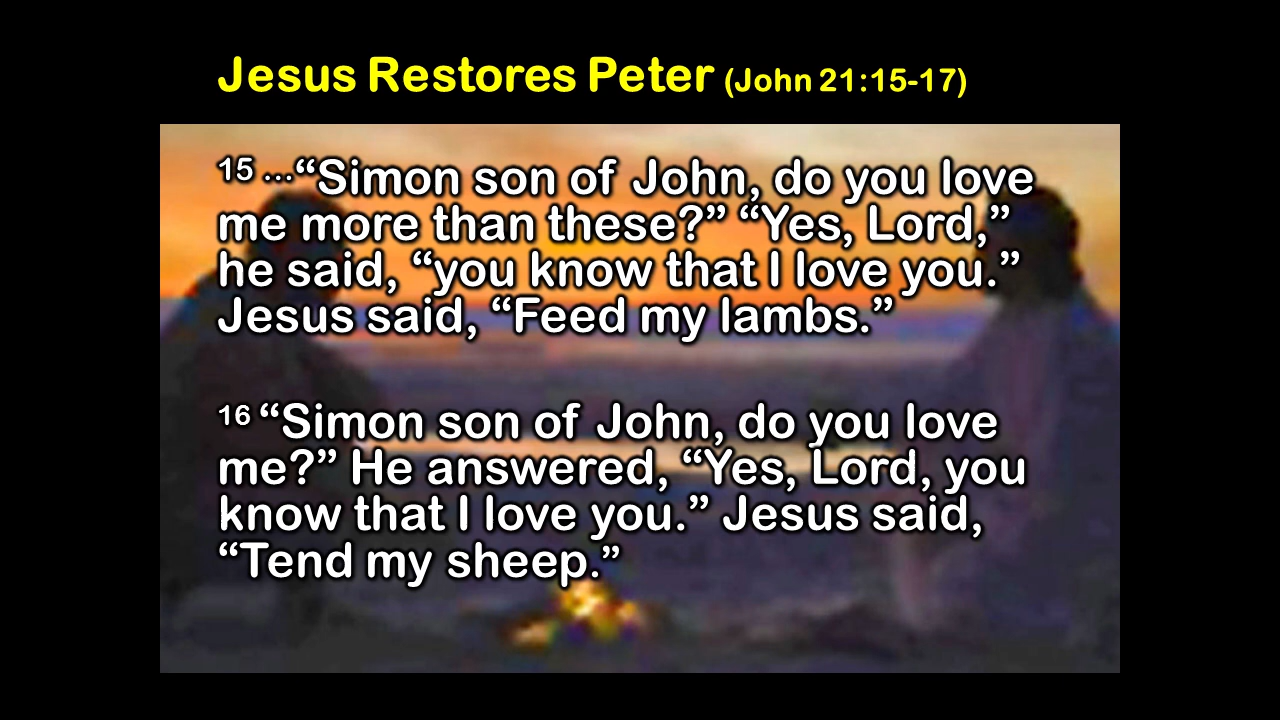 Jesus Restores Peter (John 21:15-17)
15 …“Simon son of John, do you love
me more than these?” “Yes, Lord,”
he said, “you know that I love you.”
Jesus said, “Feed my lambs.”
16 “Simon son of John, do you love
me?” He answered, “Yes, Lord, you
know that I love you.” Jesus said,
“Tend my sheep.”